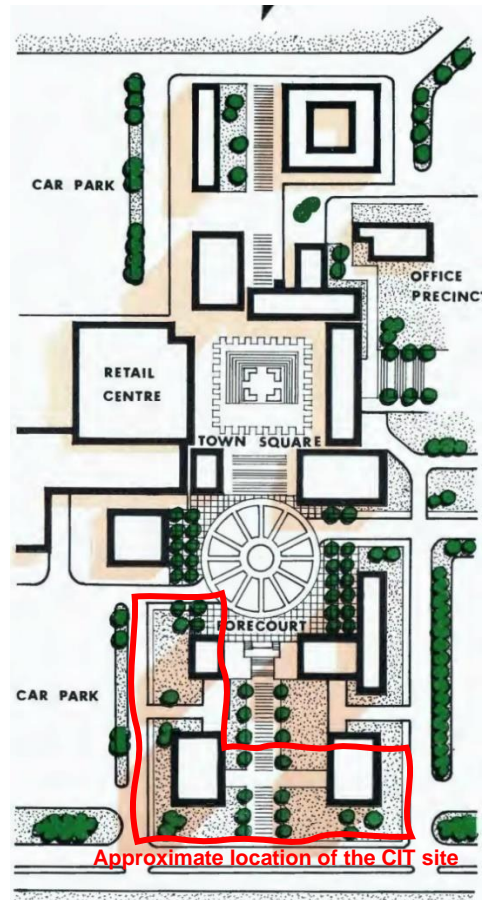 CAR PARK
OFFICE
PRECINCT
RETAIL
CENTRE
TOWN SQUARE
FORECOURT
CAR PARK
Approximate location of the CIT site